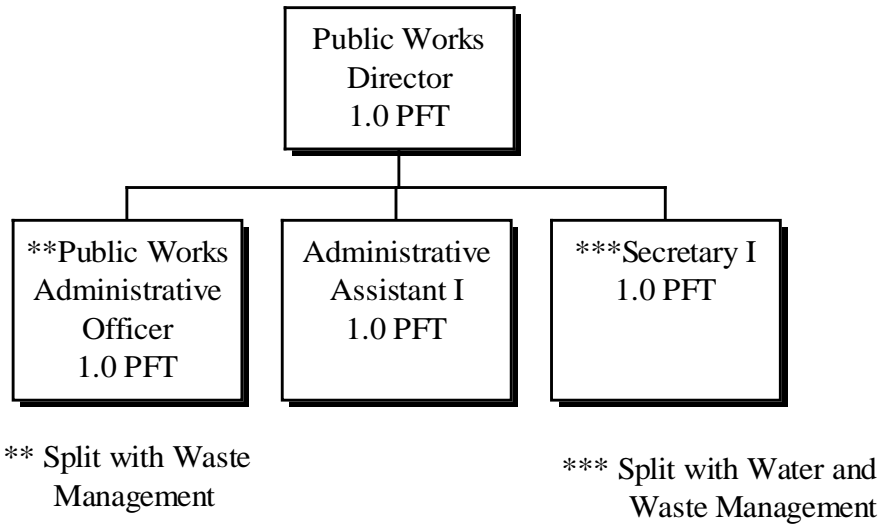 Public Works
Director
1.0 PFT
**Public Works
Administrative
Officer
1.0 PFT
Administrative
Assistant I
1.0 PFT
***Secretary I
1.0 PFT
** Split with Waste
Management
*** Split with Water and
Waste Management